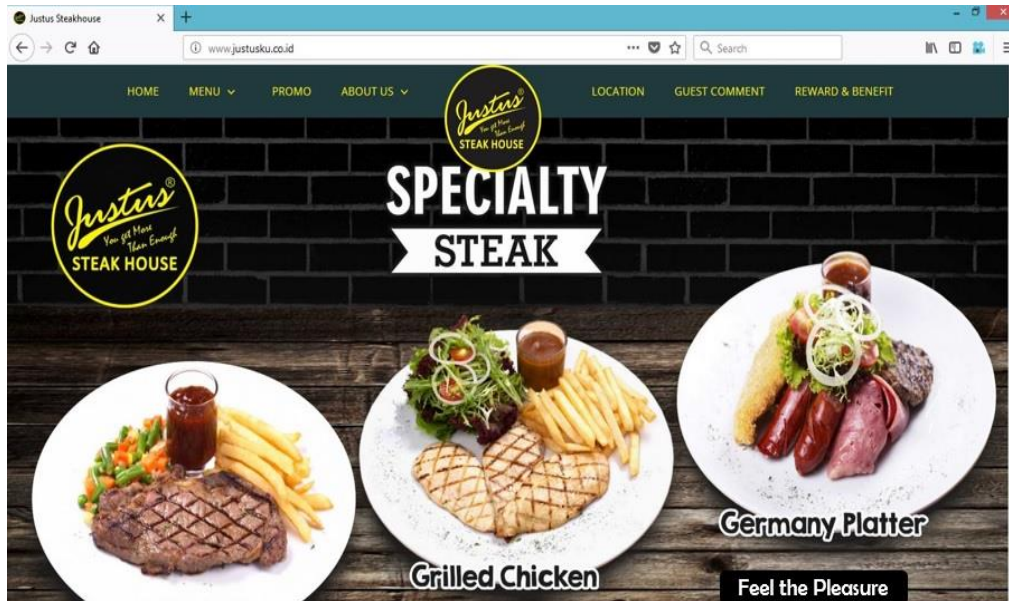 Justus Steakhouse
www.justusku.co.id
Search
HOME MENU PROMO ABOUT US LOCATION GUEST COMMENT REWARD & BENEFIT
Justus®
You get More
Than Enough
STEAK HOUSE
Justus®
You get More
Than Enough
STEAK HOUSE
SPECIALTY
STEAK
Germany Platter
Grilled Chicken
Feel the Pleasure